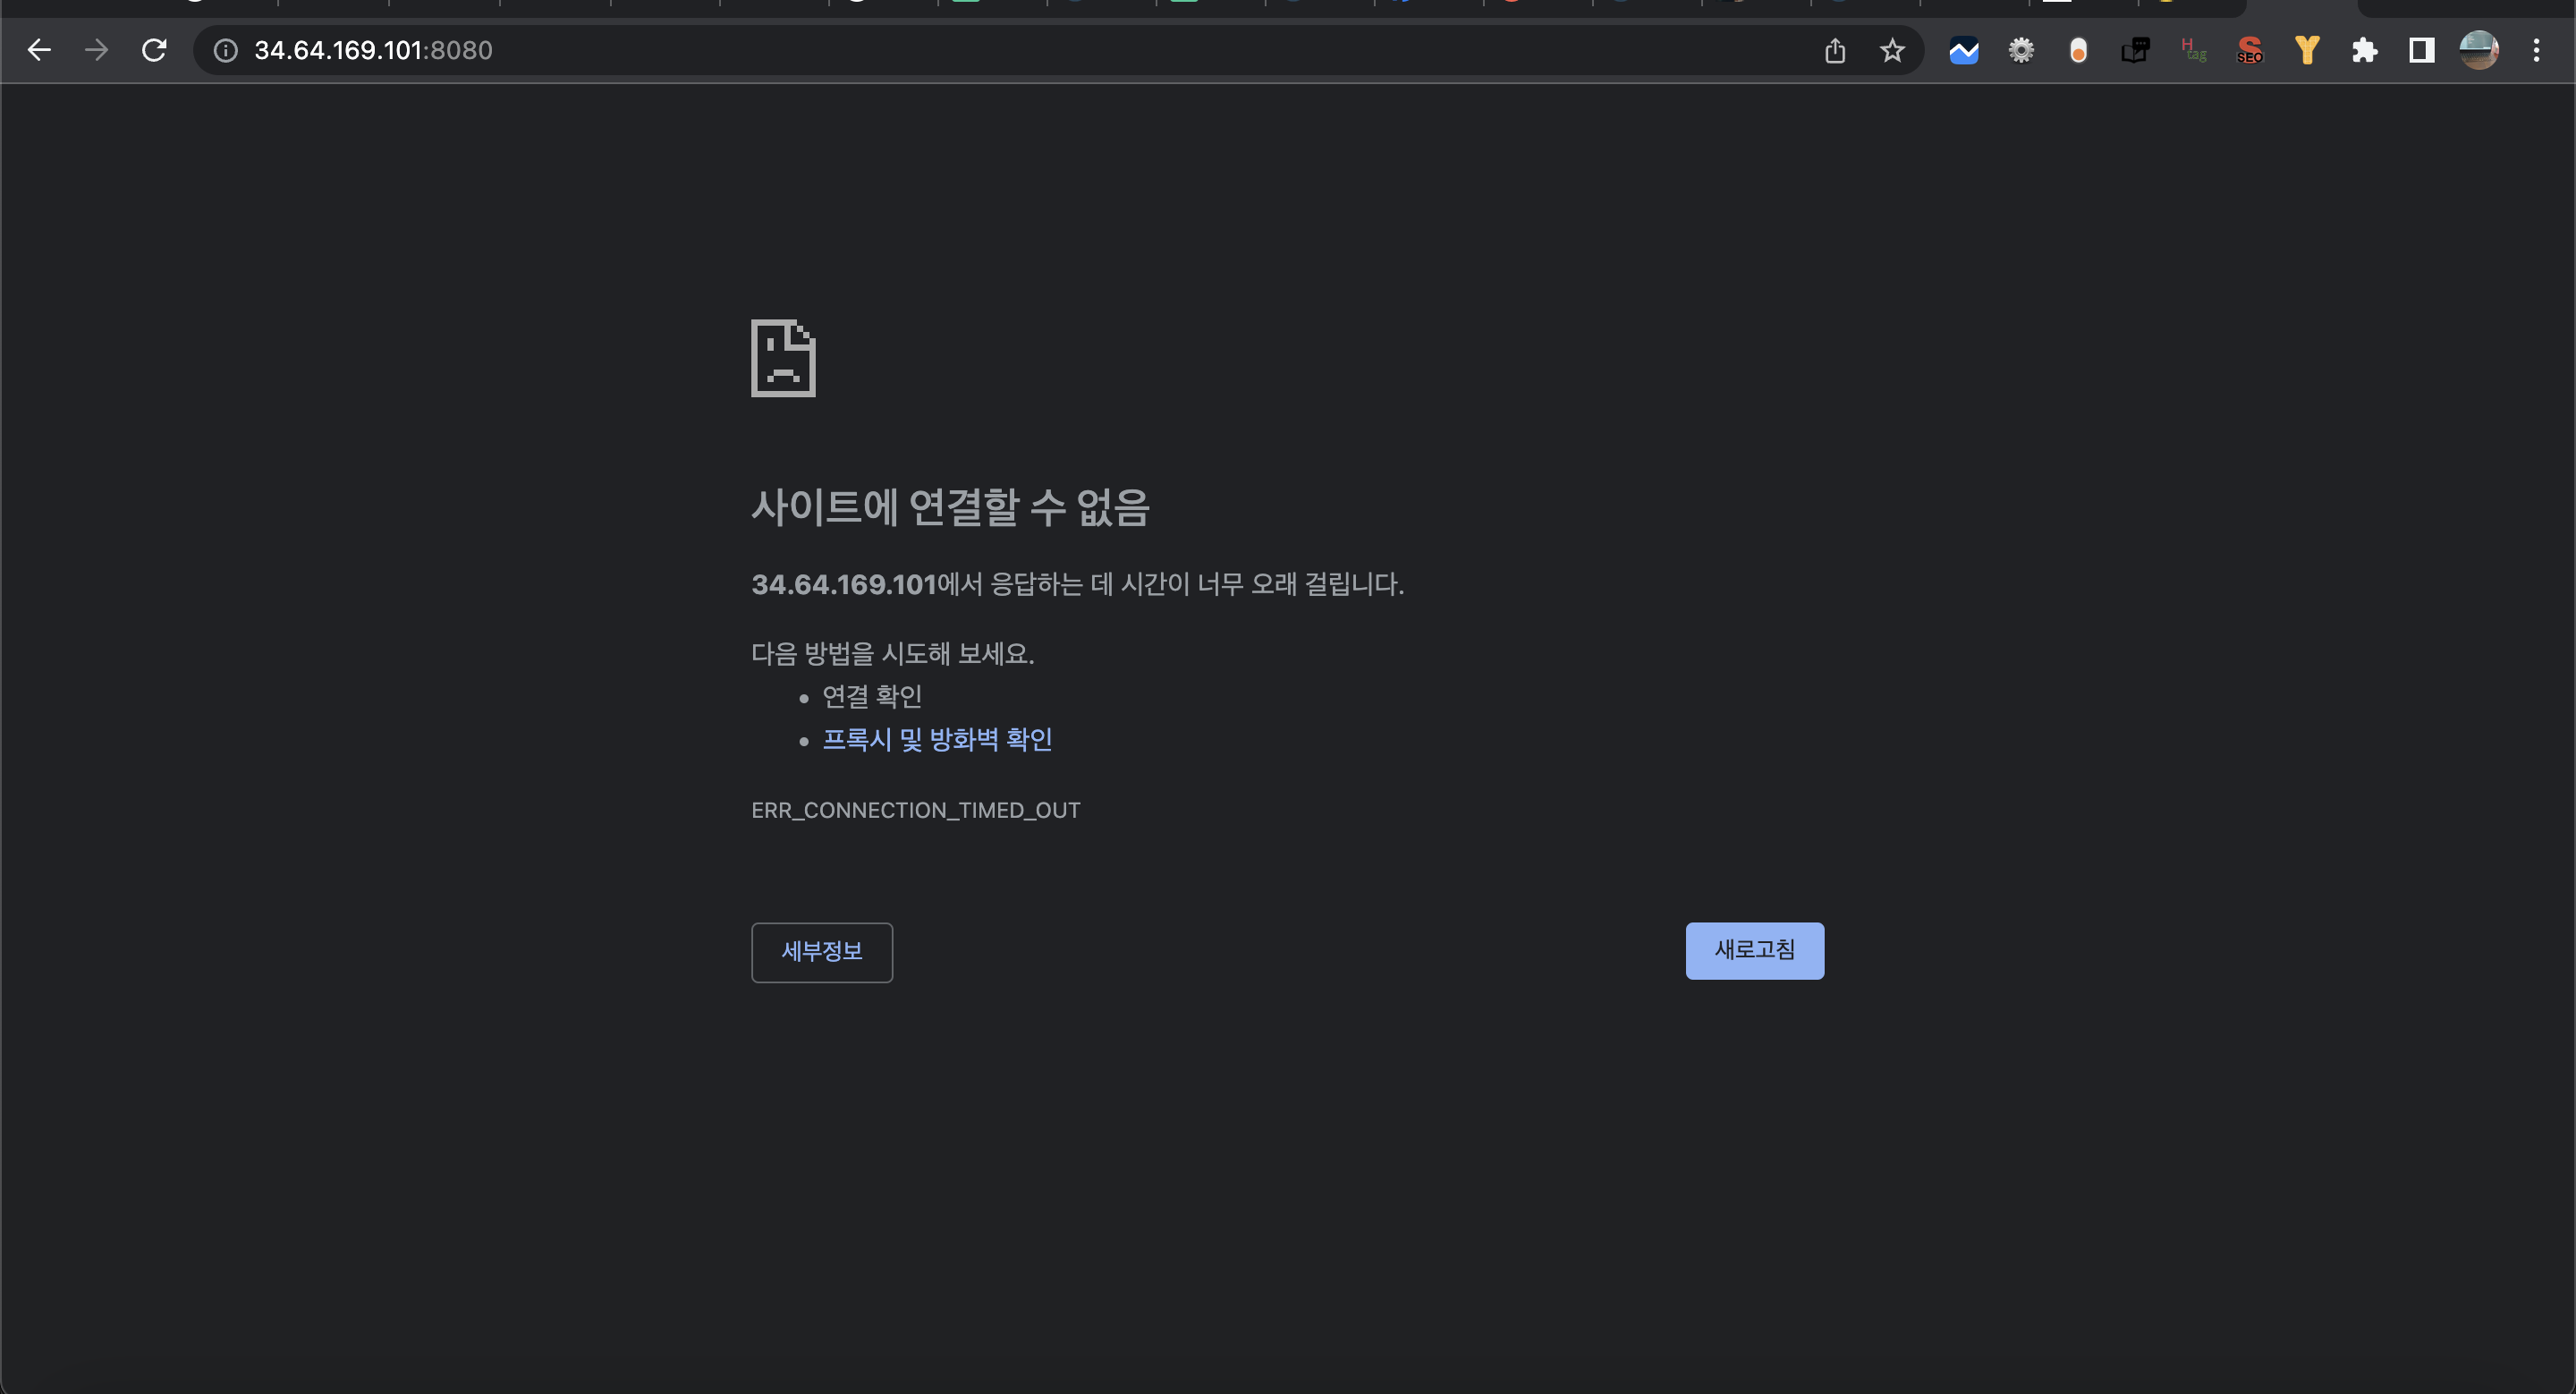 34.64.169.101:8080
H
tag
S
SEO
Y
사이트에 연결할 수 없음
34.64.169.101에서 응답하는 데 시간이 너무 오래 걸립니다.
다음 방법을 시도해 보세요.
• 연결 확인
• 프록시 및 방화벽 확인
ERR_CONNECTION_TIMED_OUT
세부정보
새로고침